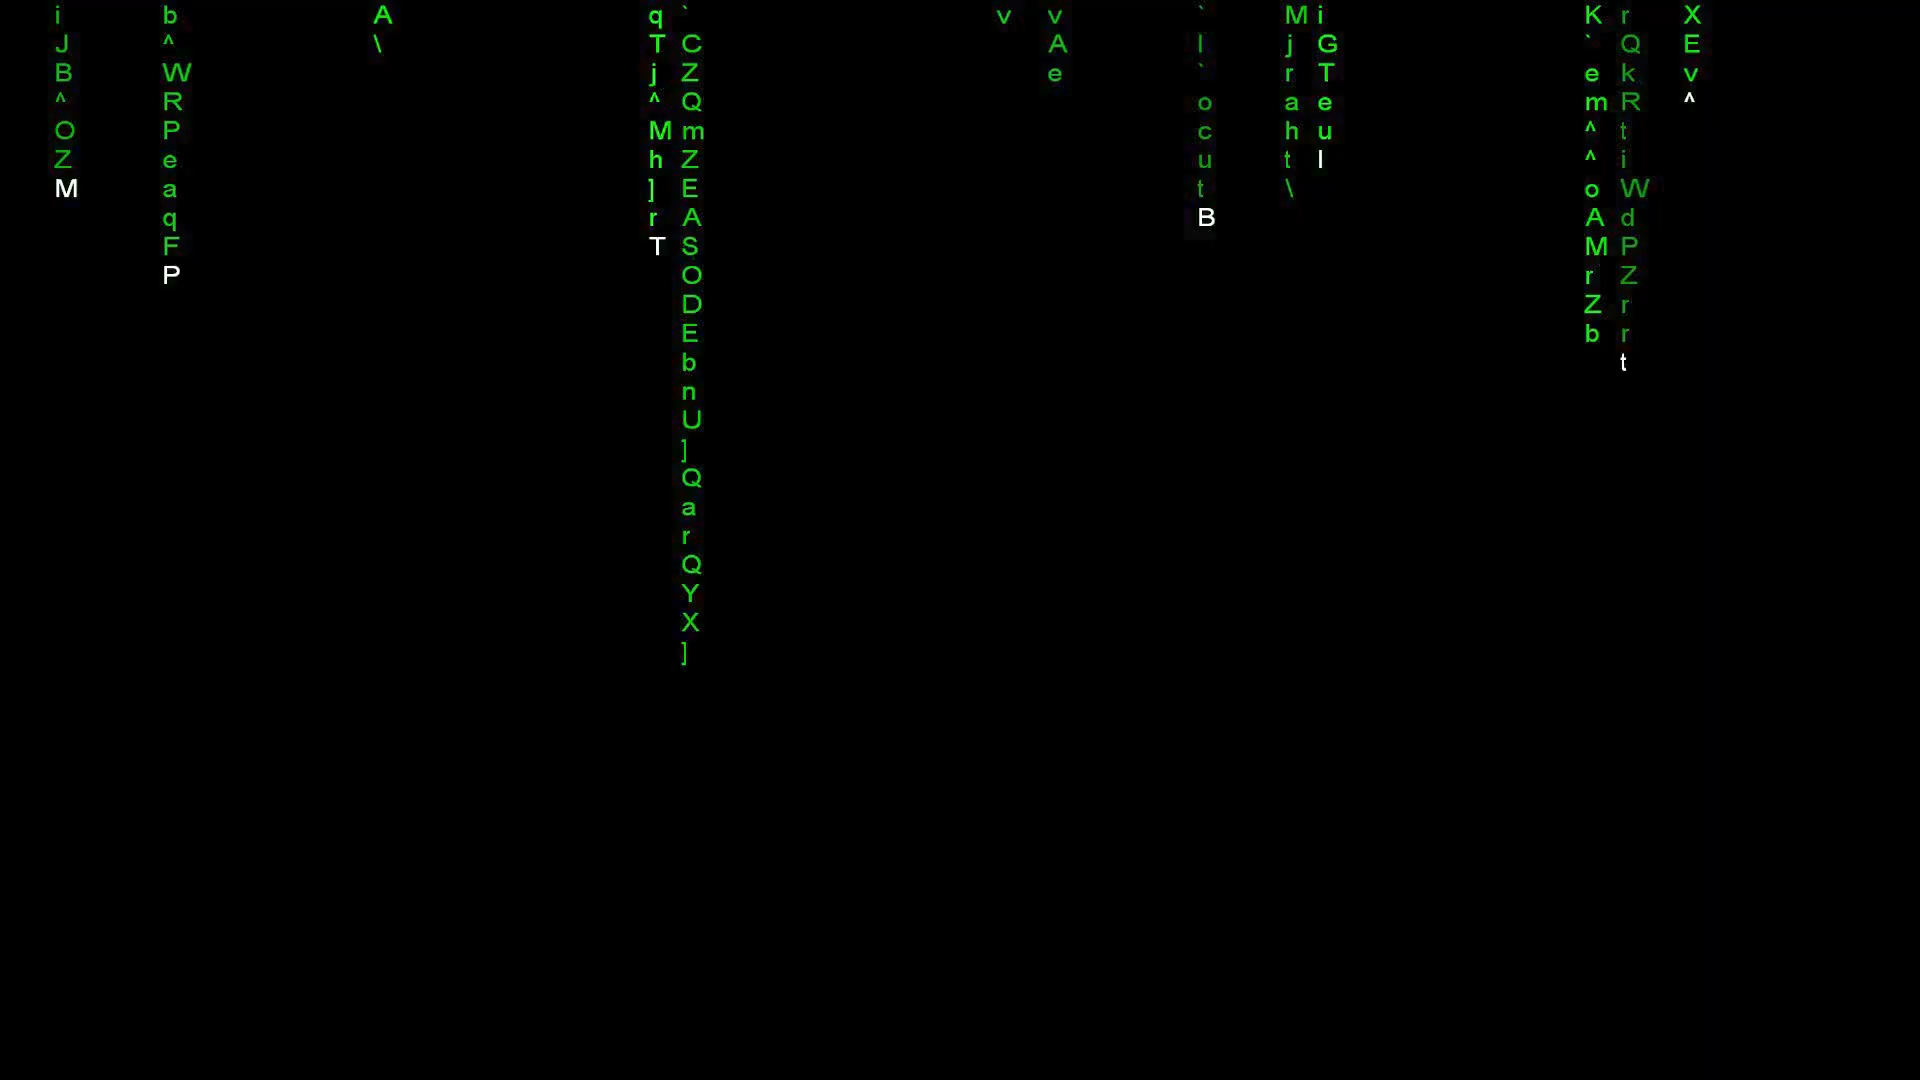 iJB^OZM
b^WRPeaqFP
A\
qTj^Mh]rT
`CZQmZEASODEbnU]QarQYX]
v
vAe
`l`ocutB
Mjraht\
iGTeul
K`em^^oAMrZb
rQkRtiWdPZrrt
XEv^